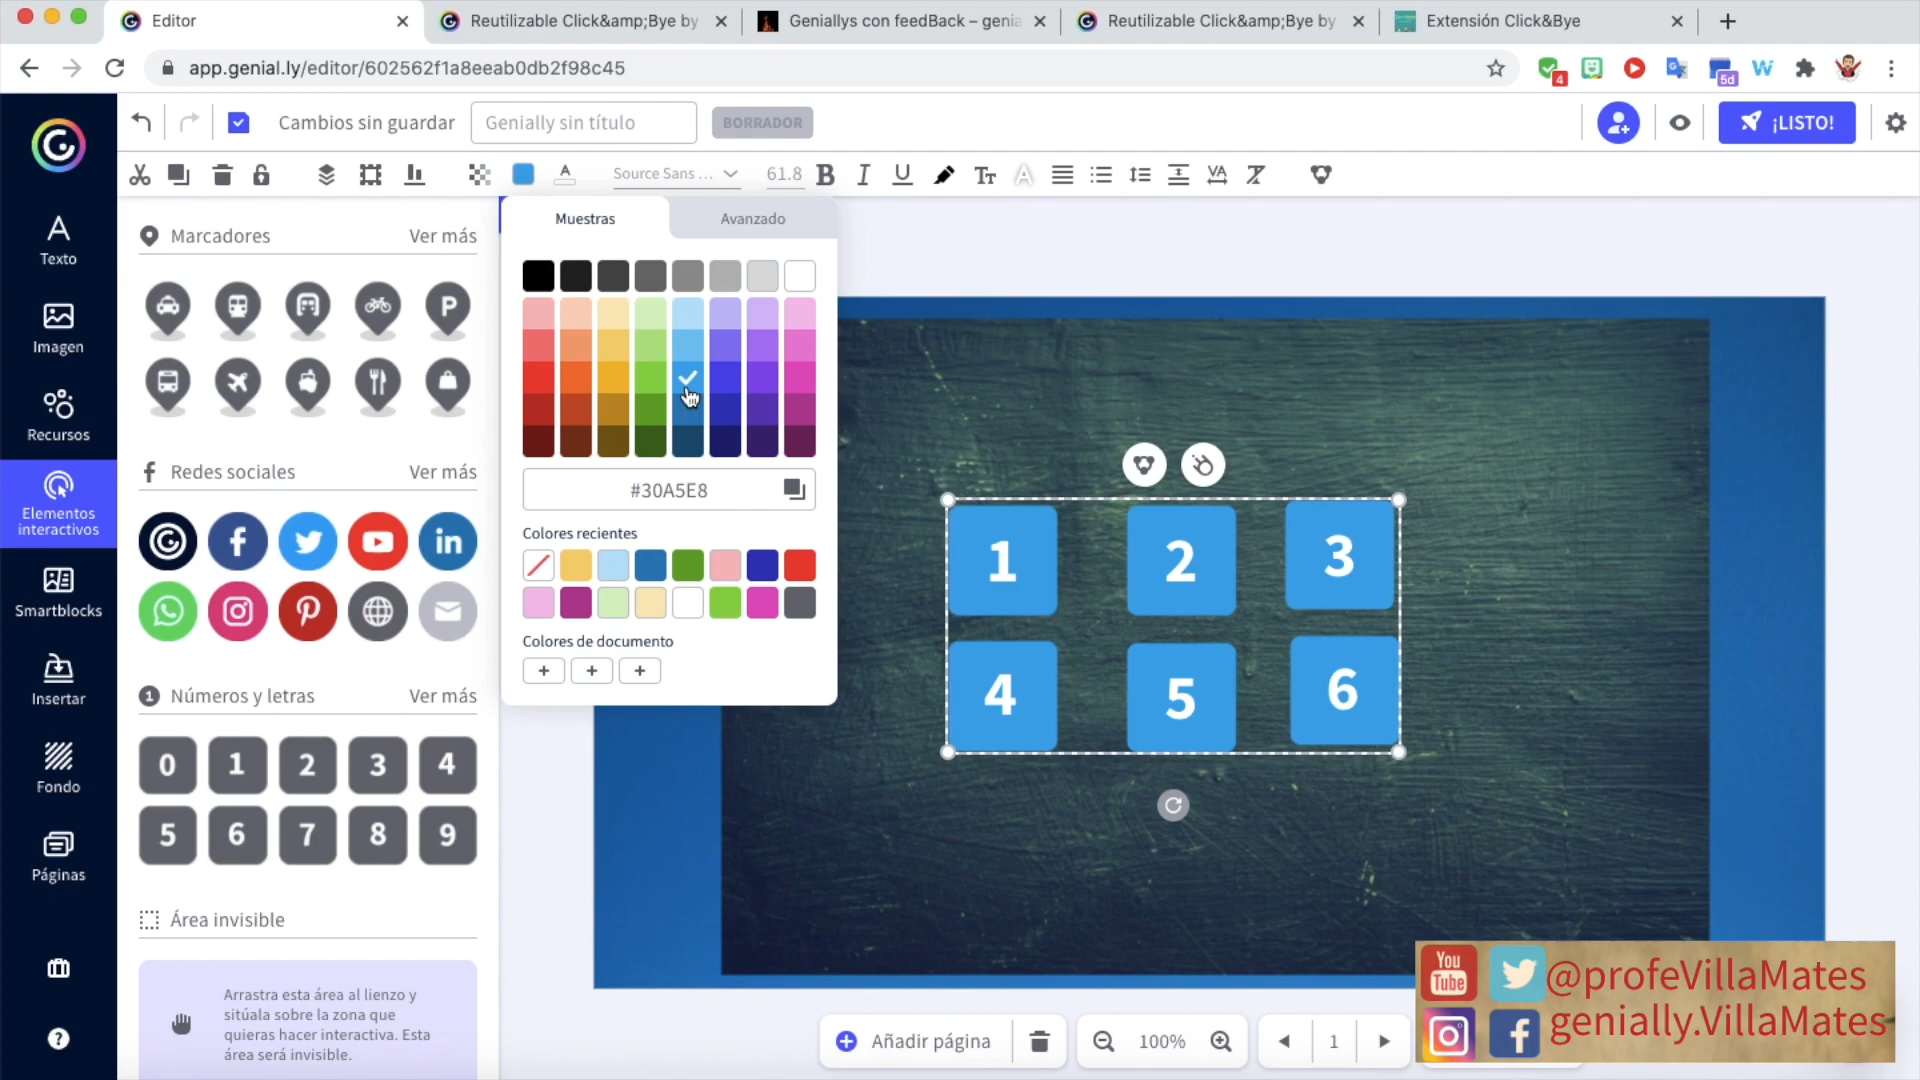 Editor
Reutilizable Click&amp;Bye by
Geniallys con feedBack – genia
Reutilizable Click&amp;Bye by
Extensión Click&Bye
app.genial.ly/editor/602562f1a8eeab0db2f98c45
4
5d
W
Cambios sin guardar
Genially sin título
BORRADOR
¡LISTO!
Source Sans ...
61.8
B
I
U
Tт
A
VA
Texto
Imagen
Recursos
Elementos
interactivos
Smartblocks
Insertar
Fondo
Páginas
Marcadores
Ver más
P
Redes sociales
Ver más
in
Números y letras
Ver más
0
1
2
3
4
5
6
7
8
9
Área invisible
Arrastra esta área al lienzo y
sitúala sobre la zona que
quieras hacer interactiva. Esta
área será invisible.
Muestras
Avanzado
#30A5E8
Colores recientes
Colores de documento
+
+
+
1
2
3
4
5
6
Añadir página
100%
1
You
Tube
@profeVillaMates
genially.VillaMates